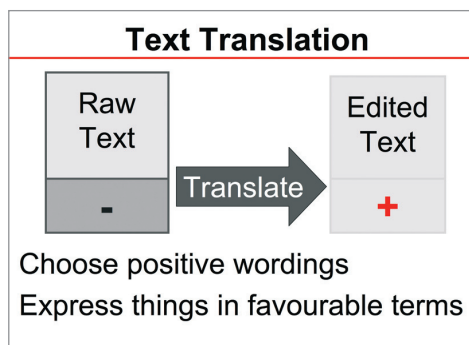 Text Translation
Raw
Text
-
Translate
Edited
Text
+
Choose positive wordings
Express things in favourable terms